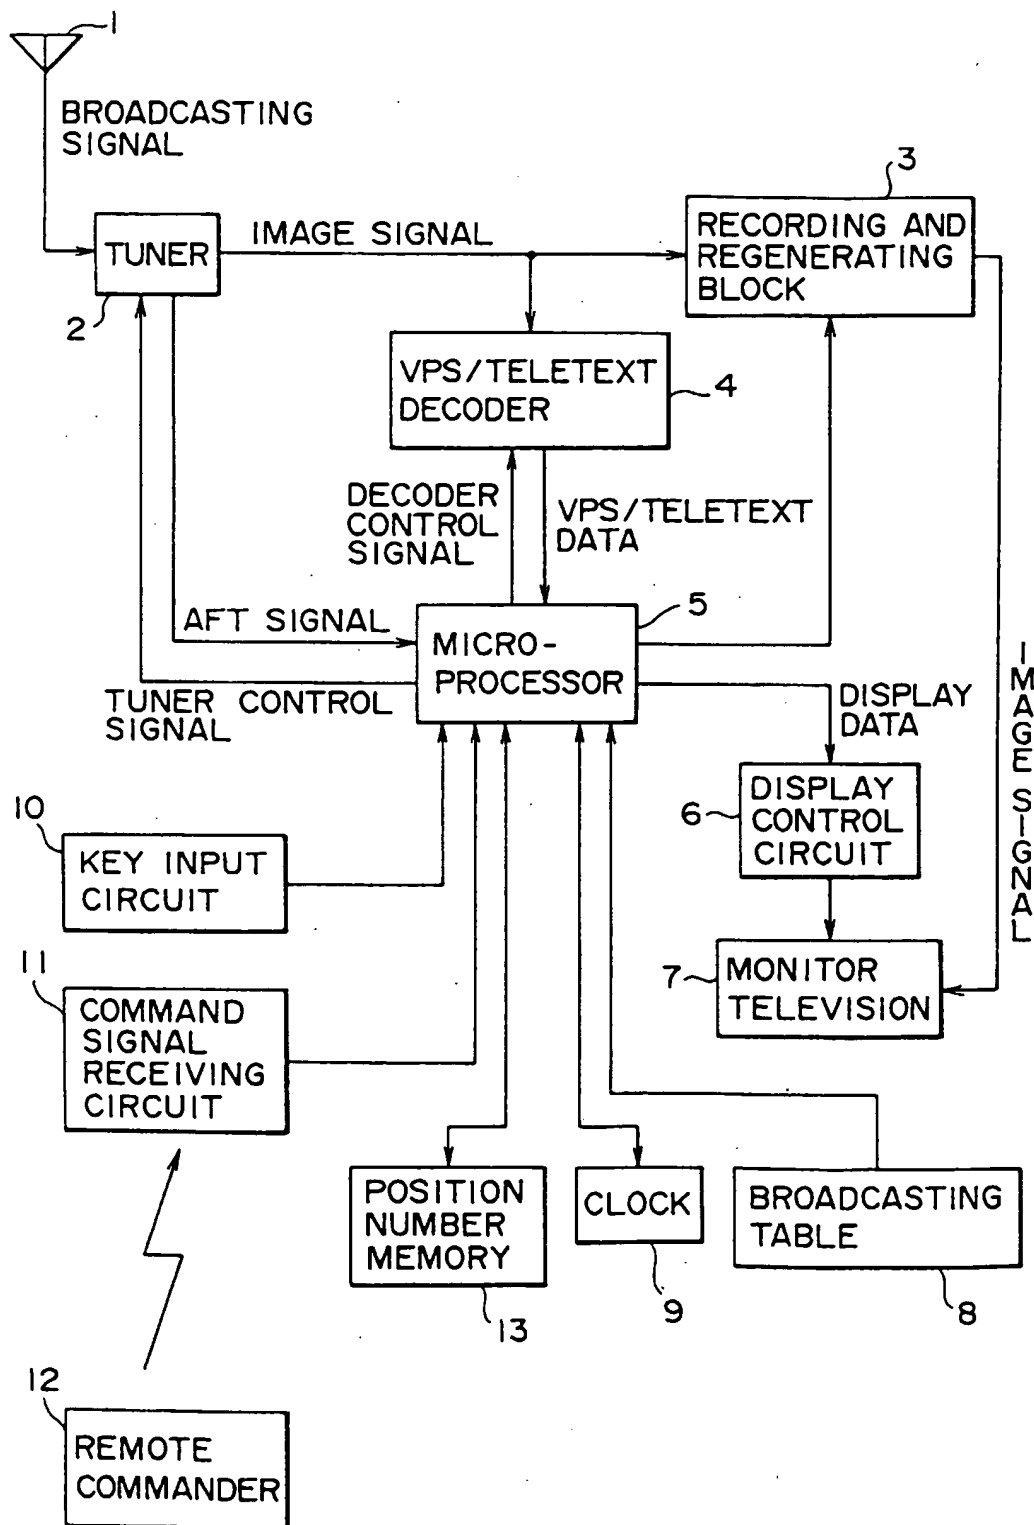 1
BROADCASTING
SIGNAL
3
TUNER
2
IMAGE SIGNAL
RECORDING AND
REGENERATING
BLOCK
VPS/TELETEXT
DECODER
4
DECODER
CONTROL
SIGNAL
VPS/TELETEXT
DATA
AFT SIGNAL
5
MICRO-
PROCESSOR
TUNER CONTROL
SIGNAL
DISPLAY
DATA
IMAGE SIGNAL
6
DISPLAY
CONTROL
CIRCUIT
10
KEY INPUT
CIRCUIT
7
MONITOR
TELEVISION
11
COMMAND
SIGNAL
RECEIVING
CIRCUIT
POSITION
NUMBER
MEMORY
13
CLOCK
9
BROADCASTING
TABLE
8
12
REMOTE
COMMANDER